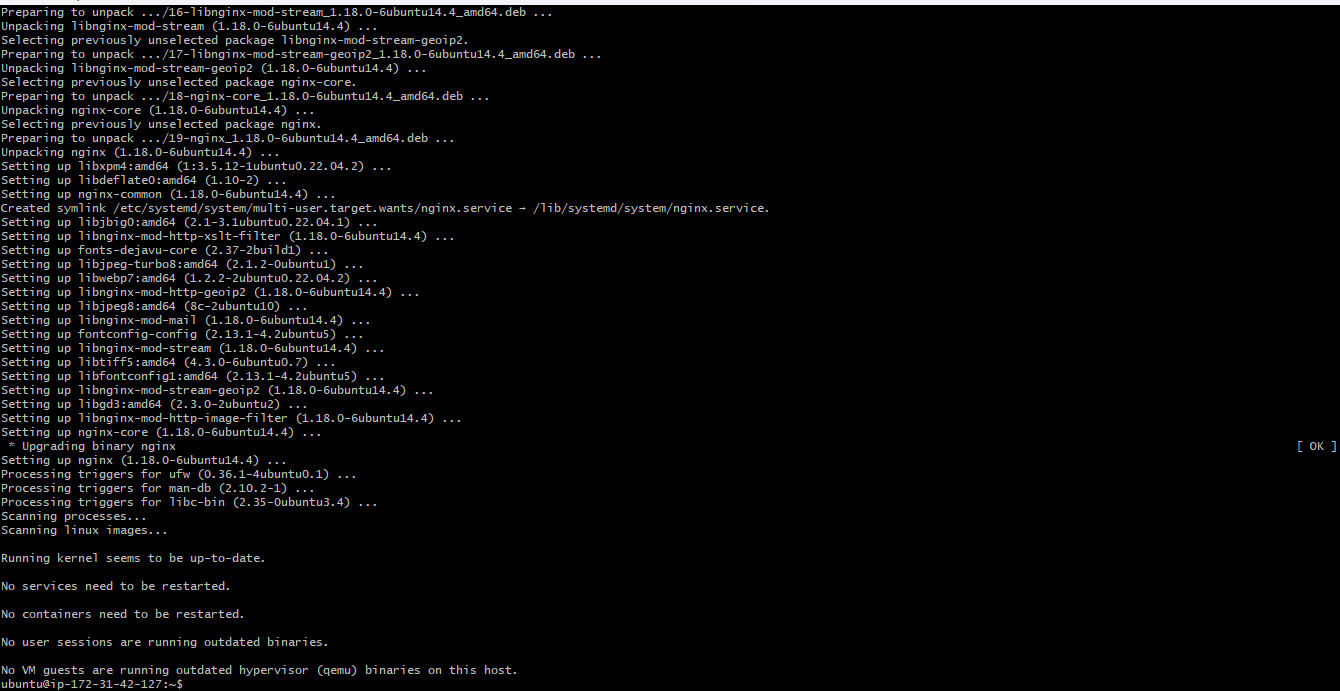 Preparing to unpack .../16-libnginx-mod-stream_1.18.0-6ubuntu14.4_amd64.deb ...
Unpacking libnginx-mod-stream (1.18.0-6ubuntu14.4) ...
Selecting previously unselected package libnginx-mod-stream-geoip2.
Preparing to unpack .../17-libnginx-mod-stream-geoip2_1.18.0-6ubuntu14.4_amd64.deb ...
Unpacking libnginx-mod-stream-geoip2 (1.18.0-6ubuntu14.4) ...
Selecting previously unselected package nginx-core.
Preparing to unpack .../18-nginx-core_1.18.0-6ubuntu14.4_amd64.deb ...
Unpacking nginx-core (1.18.0-6ubuntu14.4) ...
Selecting previously unselected package nginx.
Preparing to unpack .../19-nginx_1.18.0-6ubuntu14.4_amd64.deb ...
Unpacking nginx (1.18.0-6ubuntu14.4) ...
Setting up libxpm4:amd64 (1:3.5.12-1ubuntu0.22.04.2) ...
Setting up libdeflate0:amd64 (1.10-2) ...
Setting up nginx-common (1.18.0-6ubuntu14.4) ...
Created symlink /etc/systemd/system/multi-user.target.wants/nginx.service → /lib/systemd/system/nginx.service.
Setting up libjbig0:amd64 (2.1-3.1ubuntu0.22.04.1) ...
Setting up libnginx-mod-http-xslt-filter (1.18.0-6ubuntu14.4) ...
Setting up fonts-dejavu-core (2.37-2build1) ...
Setting up libjpeg-turbo8:amd64 (2.1.2-0ubuntu1) ...
Setting up libwebp7:amd64 (1.2.2-2ubuntu0.22.04.2) ...
Setting up libnginx-mod-http-geoip2 (1.18.0-6ubuntu14.4) ...
Setting up libjpeg8:amd64 (8c-2ubuntu10) ...
Setting up libnginx-mod-mail (1.18.0-6ubuntu14.4) ...
Setting up fontconfig-config (2.13.1-4.2ubuntu5) ...
Setting up libnginx-mod-stream (1.18.0-6ubuntu14.4) ...
Setting up libtiff5:amd64 (4.3.0-6ubuntu0.7) ...
Setting up libfontconfig1:amd64 (2.13.1-4.2ubuntu5) ...
Setting up libnginx-mod-stream-geoip2 (1.18.0-6ubuntu14.4) ...
Setting up libgd3:amd64 (2.3.0-2ubuntu2) ...
Setting up libnginx-mod-http-image-filter (1.18.0-6ubuntu14.4) ...
Setting up nginx-core (1.18.0-6ubuntu14.4) ...
 * Upgrading binary nginx [ OK ]
Setting up nginx (1.18.0-6ubuntu14.4) ...
Processing triggers for ufw (0.36.1-4ubuntu0.1) ...
Processing triggers for man-db (2.10.2-1) ...
Processing triggers for libc-bin (2.35-0ubuntu3.4) ...
Scanning processes...
Scanning linux images...
Running kernel seems to be up-to-date.
No services need to be restarted.
No containers need to be restarted.
No user sessions are running outdated binaries.
No VM guests are running outdated hypervisor (qemu) binaries on this host.
ubuntu@ip-172-31-42-127:~$